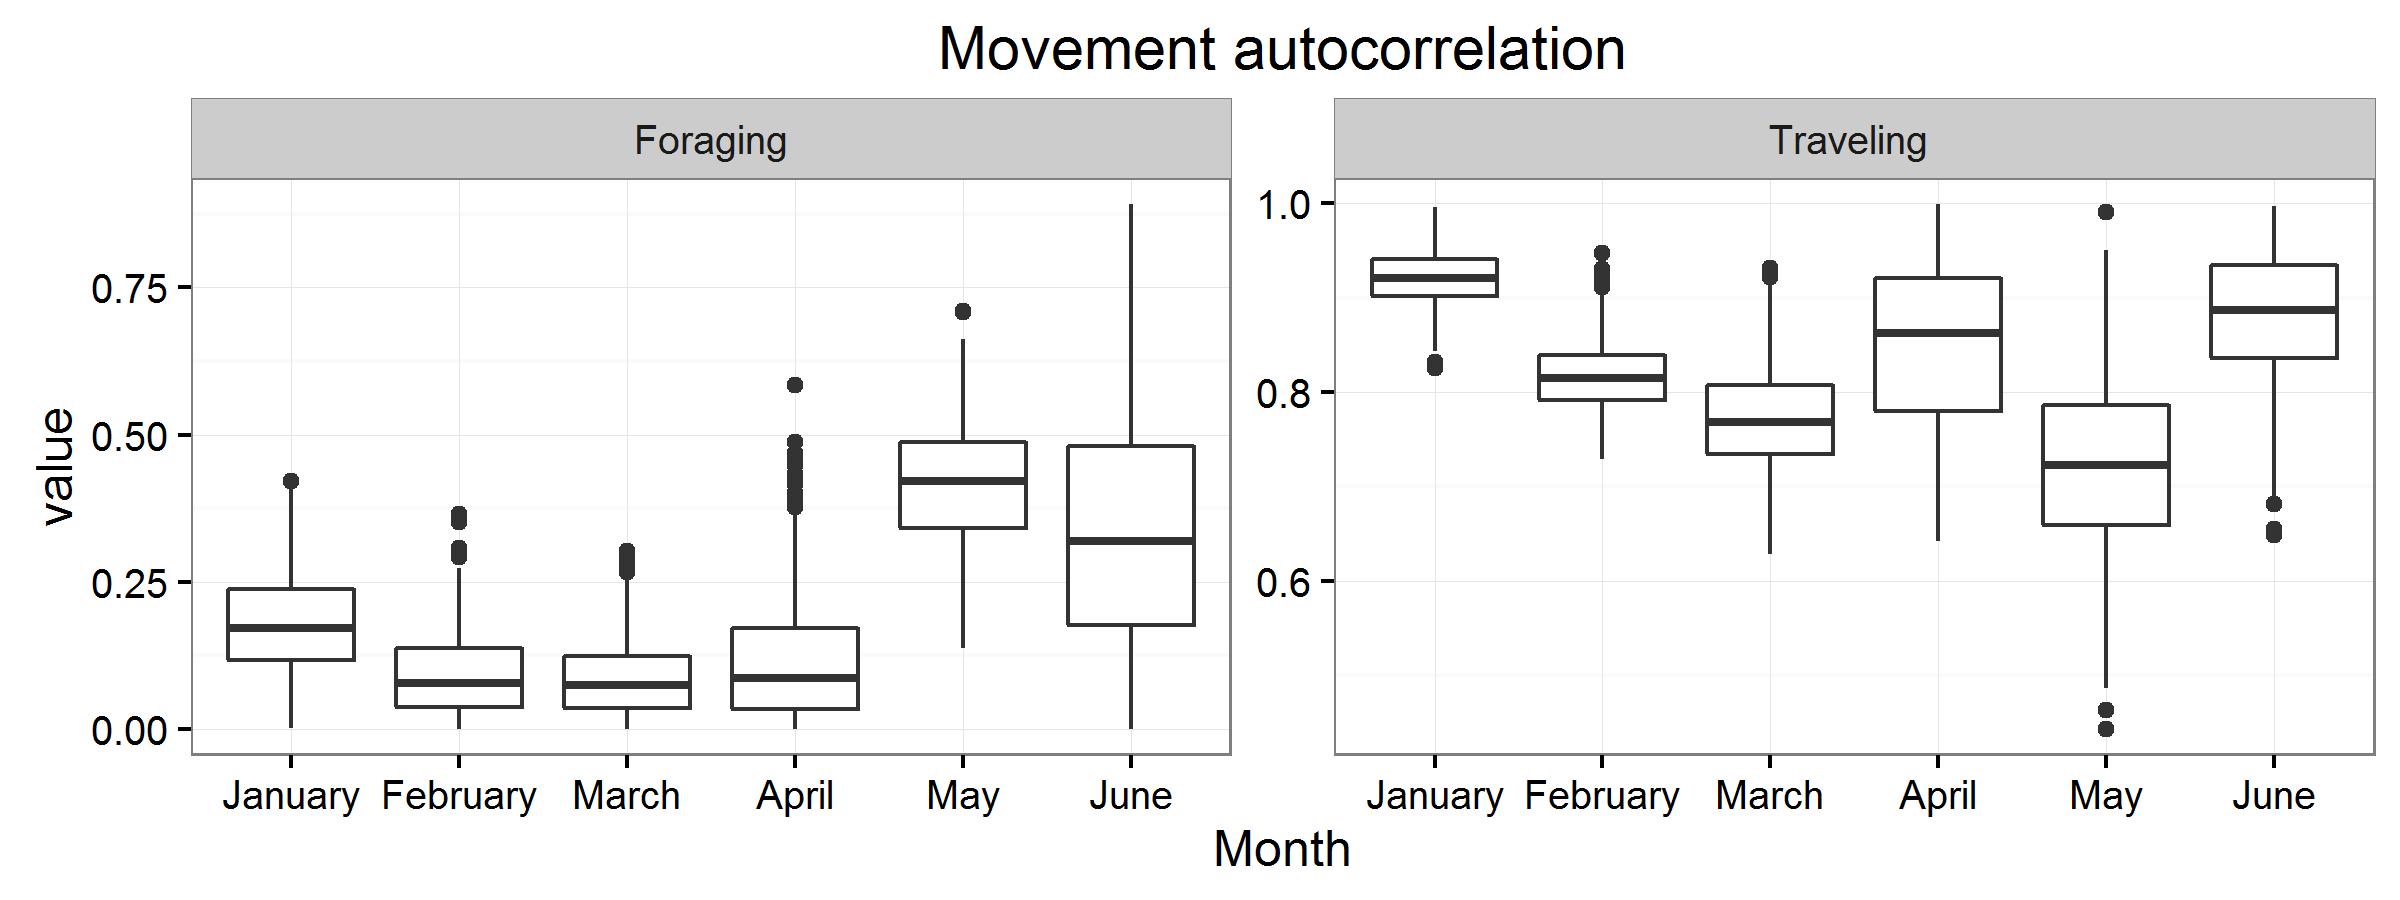 Movement autocorrelation
Foraging
Traveling
value
0.75
0.50
0.25
0.00
1.0
0.8
0.6
January February March April May June
January February March April May June
Month